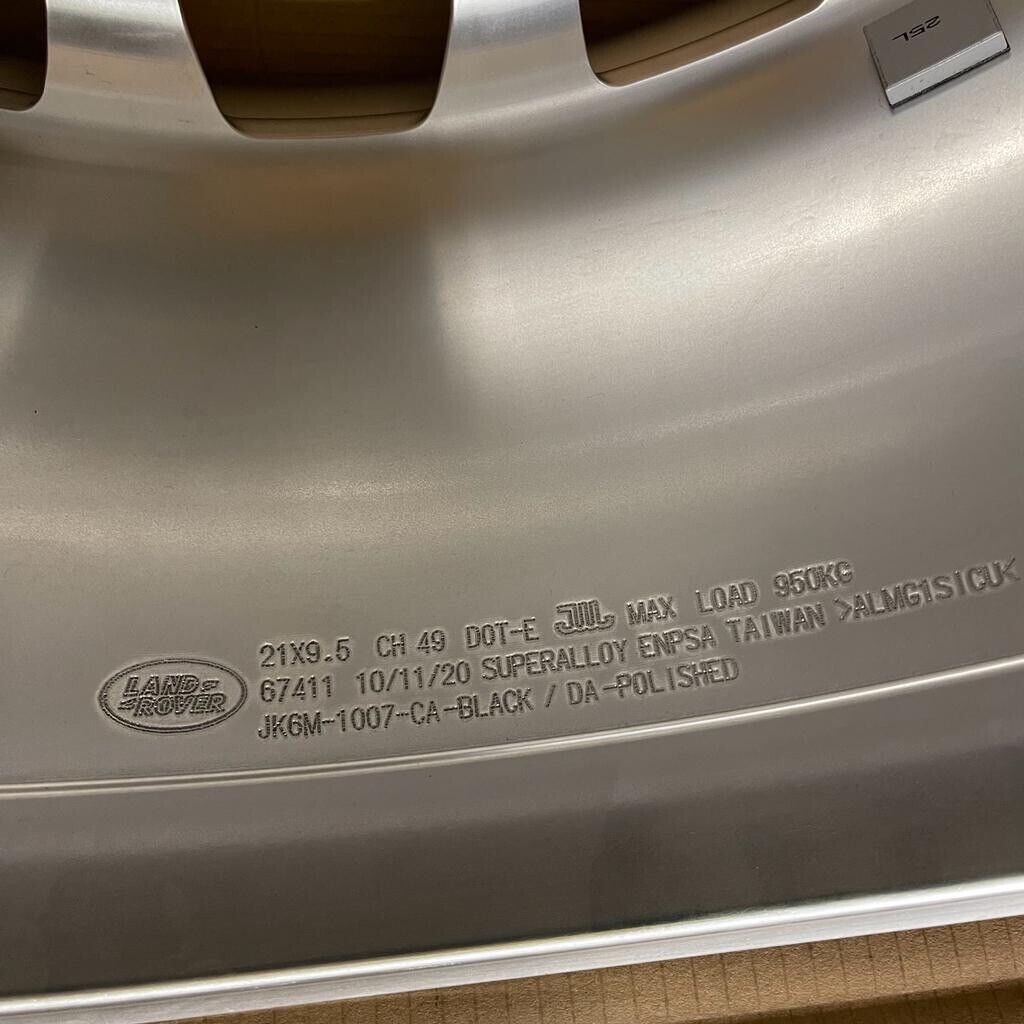 25L
21X9.5 CH 49 DOT-E JWL MAX LOAD 950KG
67411 10/11/20 SUPERALLOY ENPSA TAIWAN >ALMG1SICU<
JK6M-1007-CA-BLACK / DA-POLISHED
LAND-
ROVER